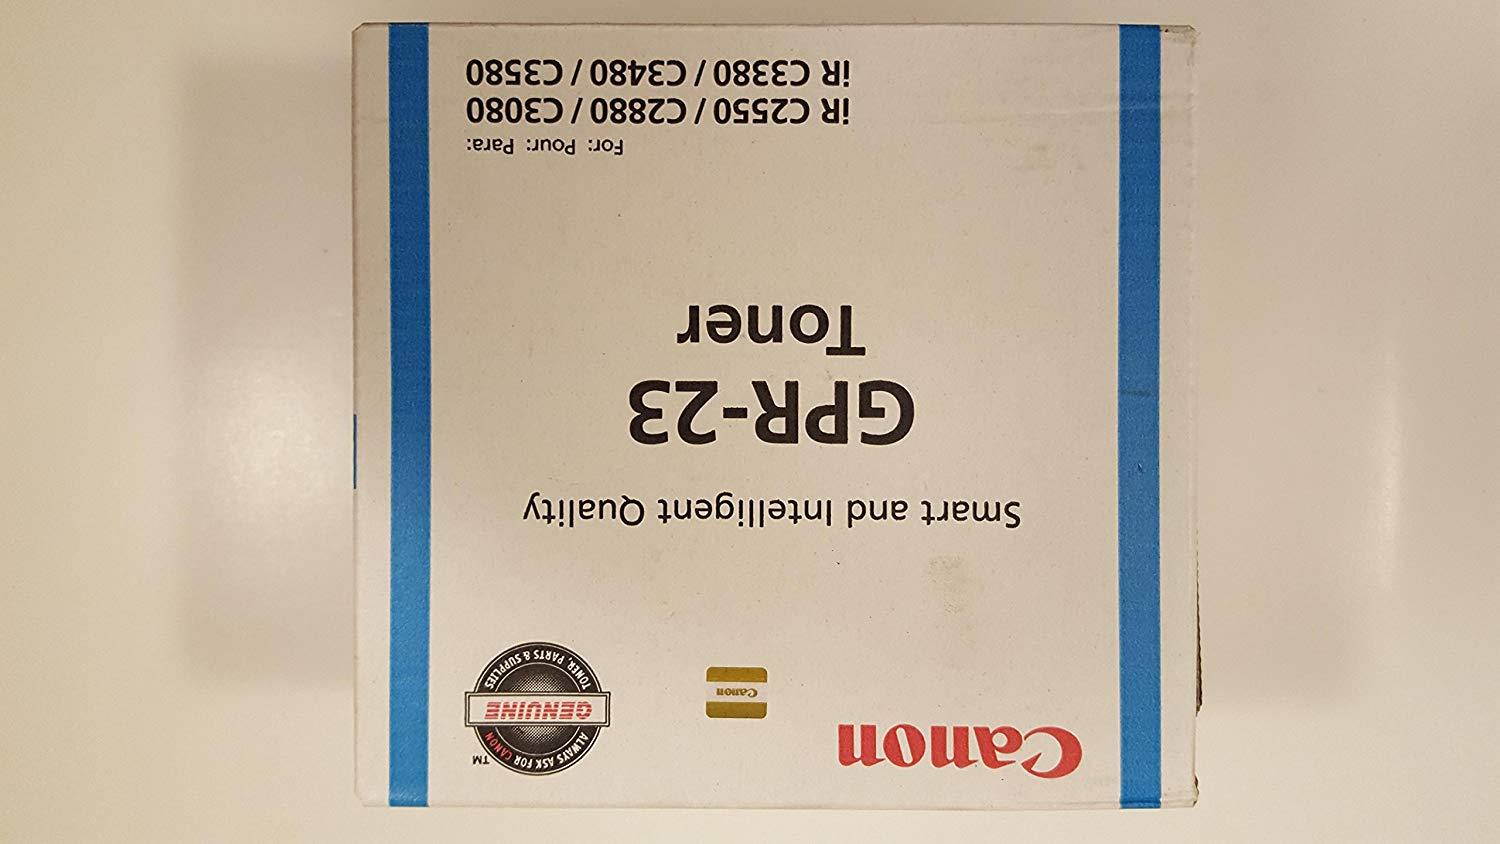 Canon
Canon
ALWAYS ASK FOR CANON
GENUINE
TONER, PARTS & SUPPLIES
TM
Smart and Intelligent Quality
GPR-23
Toner
For: Pour: Para:
iR C2550 / C2880 / C3080
iR C3380 / C3480 / C3580